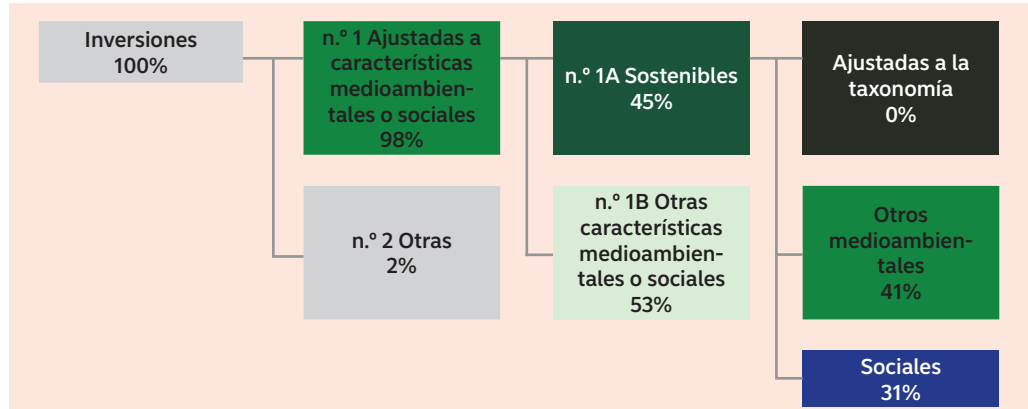 Inversiones
100%
n.º 1 Ajustadas a
características
medioambien-
tales o sociales
98%
n.º 1A Sostenibles
45%
Ajustadas a la
taxonomía
0%
n.º 2 Otras
2%
n.º 1B Otras
características
medioambien-
tales o sociales
53%
Otros
medioambien-
tales
41%
Sociales
31%